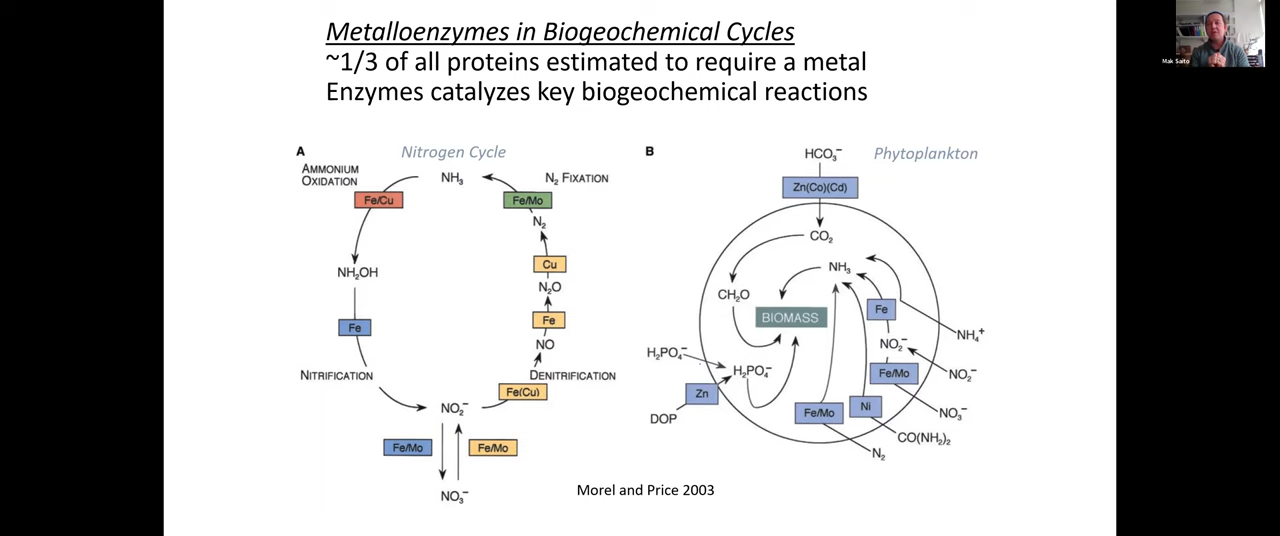 Metalloenzymes in Biogeochemical Cycles
~1/3 of all proteins estimated to require a metal
Enzymes catalyzes key biogeochemical reactions
Mak Saito
A
Nitrogen Cycle
AMMONIUM
OXIDATION
NH₃
N₂ FIXATION
Fe/Cu
Fe/Mo
N₂
Cu
NH₂OH
N₂O
Fe
Fe
NO
NITRIFICATION
DENITRIFICATION
Fe(Cu)
NO₂⁻
Fe/Mo
Fe/Mo
NO₃⁻
B
HCO₃⁻
Phytoplankton
Zn(Co)(Cd)
CO₂
NH₃
CH₂O
BIOMASS
Fe
NH₄⁺
H₂PO₄⁻
NO₂⁻
H₂PO₄⁻
Fe/Mo
NO₂⁻
Zn
Fe/Mo
Ni
NO₃⁻
DOP
CO(NH₂)₂
N₂
Morel and Price 2003